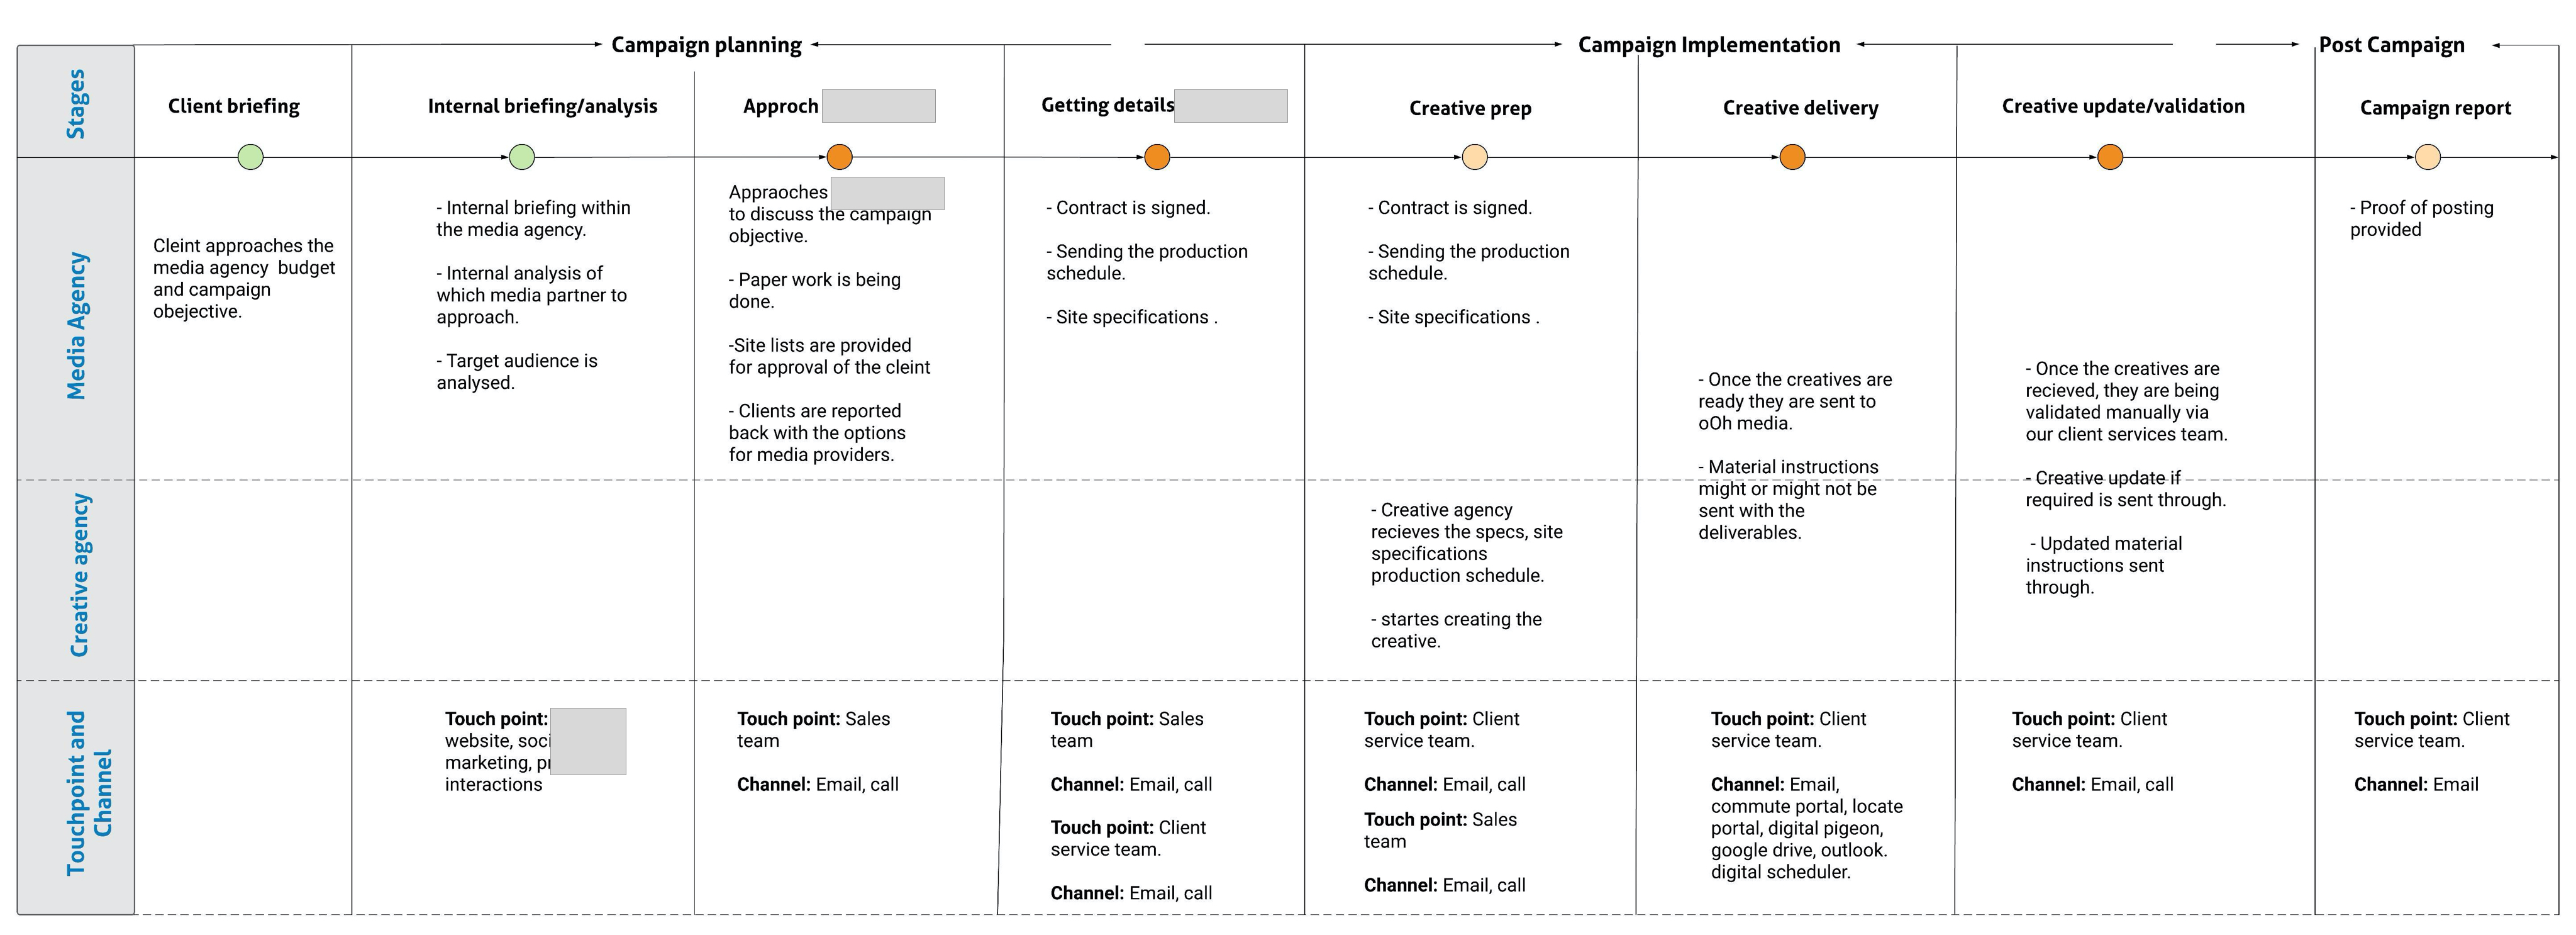 Campaign planning
Campaign Implementation
Post Campaign
Stages
Client briefing
Internal briefing/analysis
Approch
Getting details
Creative prep
Creative delivery
Creative update/validation
Campaign report
Media Agency
Cleint approaches the
media agency  budget
and campaign
obejective.
- Internal briefing within
the media agency.
- Internal analysis of
which media partner to
approach.
- Target audience is
analysed.
Appraoches
to discuss the campaign
objective.
- Paper work is being
done.
-Site lists are provided
for approval of the cleint
- Clients are reported
back with the options
for media providers.
- Contract is signed.
- Sending the production
schedule.
- Site specifications .
- Contract is signed.
- Sending the production
schedule.
- Site specifications .
- Once the creatives are
ready they are sent to
oOh media.
- Material instructions
might or might not be
sent with the
deliverables.
- Once the creatives are
recieved, they are being
validated manually via
our client services team.
- Creative update if
required is sent through.
- Updated material
instructions sent
through.
- Proof of posting
provided
Creative agency
- Creative agency
recieves the specs, site
specifications
production schedule.
- startes creating the
creative.
Touchpoint and
Channel
Touch point:
website,
marketing,
interactions
Touch point: Sales
team
Channel: Email, call
Touch point: Sales
team
Channel: Email, call
Touch point: Client
service team.
Channel: Email, call
Touch point: Client
service team.
Channel: Email, call
Touch point: Sales
team
Channel: Email, call
Touch point: Client
service team.
Channel: Email,
commute portal, locate
portal, digital pigeon,
google drive, outlook.
digital scheduler.
Touch point: Client
service team.
Channel: Email, call
Touch point: Client
service team.
Channel: Email